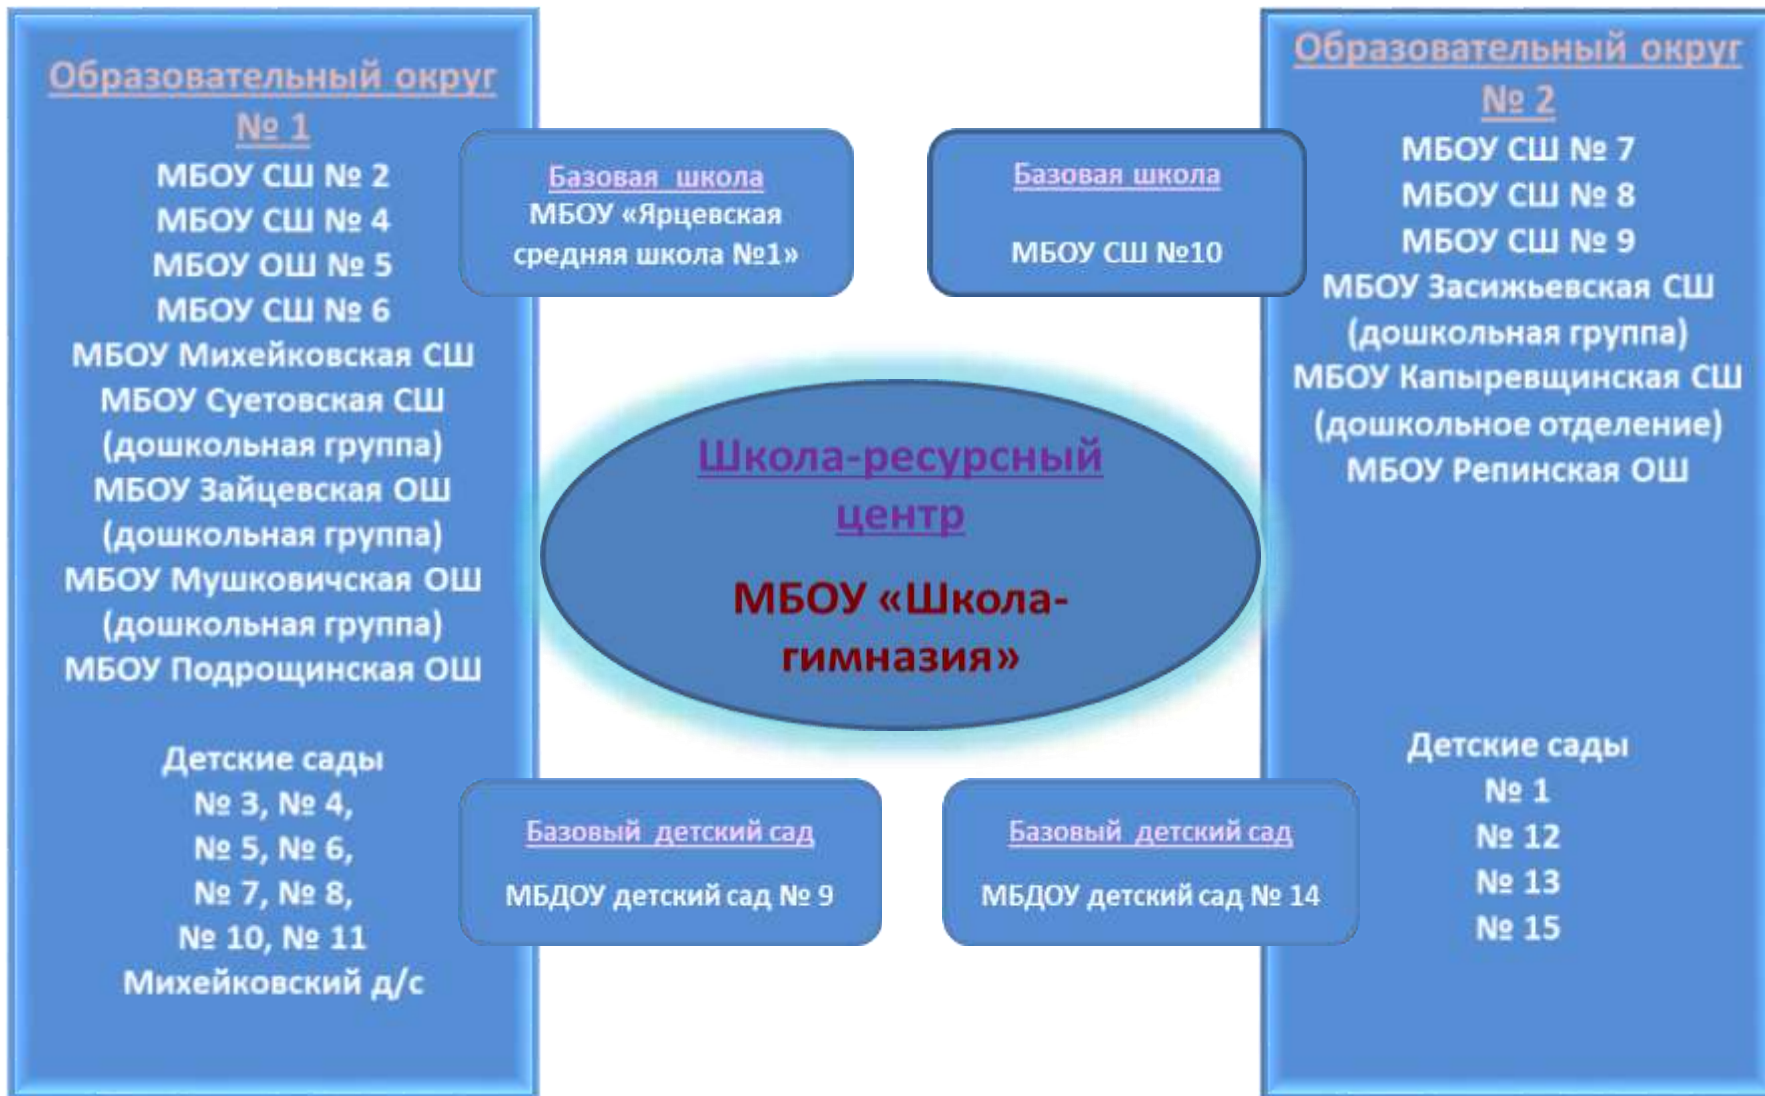 Образовательный округ
№ 1
МБОУ СШ № 2
МБОУ СШ № 4
МБОУ ОШ № 5
МБОУ СШ № 6
МБОУ Михейковская СШ
МБОУ Суетовская СШ
(дошкольная группа)
МБОУ Зайцевская ОШ
(дошкольная группа)
МБОУ Мушковичская ОШ
(дошкольная группа)
МБОУ Подрощинская ОШ
Детские сады
№ 3, № 4,
№ 5, № 6,
№ 7, № 8,
№ 10, № 11
Михейковский д/с
Базовая школа
МБОУ «Ярцевская
средняя школа №1»
Базовая школа
МБОУ СШ №10
Школа-ресурсный
центр
МБОУ «Школа-
гимназия»
Базовый детский сад
МБДОУ детский сад № 9
Базовый детский сад
МБДОУ детский сад № 14
Образовательный округ
№ 2
МБОУ СШ № 7
МБОУ СШ № 8
МБОУ СШ № 9
МБОУ Засижьевская СШ
(дошкольная группа)
МБОУ Капыревщинская СШ
(дошкольное отделение)
МБОУ Репинская ОШ
Детские сады
№ 1
№ 12
№ 13
№ 15